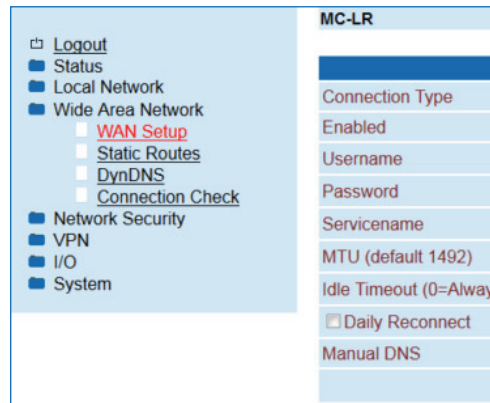 MC-LR
Logout
Status
Local Network
Wide Area Network
WAN Setup
Static Routes
DynDNS
Connection Check
Network Security
VPN
I/O
System
Connection Type
Enabled
Username
Password
Servicename
MTU (default 1492)
Idle Timeout (0=Alway
Daily Reconnect
Manual DNS